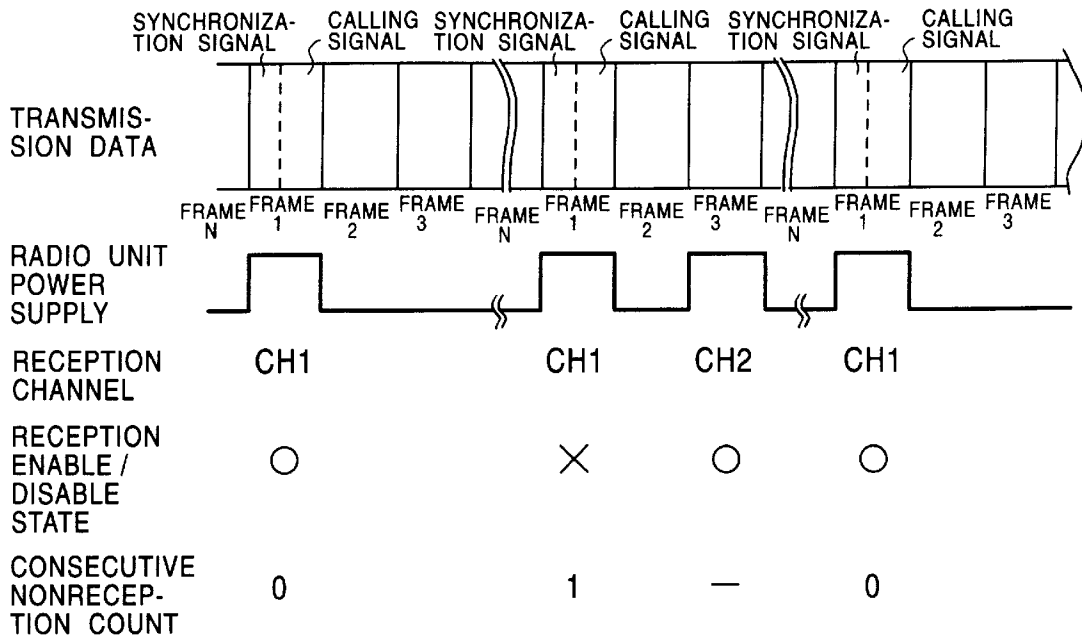 SYNCHRONIZA- CALLING SYNCHRONIZA- CALLING SYNCHRONIZA- CALLING
TION SIGNAL SIGNAL TION SIGNAL SIGNAL TION SIGNAL SIGNAL
TRANSMIS-
SION DATA
FRAME N FRAME 1 FRAME 2 FRAME 3 FRAME N FRAME 1 FRAME 2 FRAME 3 FRAME N FRAME 1 FRAME 2 FRAME 3
RADIO UNIT
POWER
SUPPLY
RECEPTION
CHANNEL
CH1 CH1 CH2 CH1
RECEPTION
ENABLE /
DISABLE
STATE
○ × ○ ○
CONSECUTIVE
NONRECEP-
TION COUNT
0 1 — 0